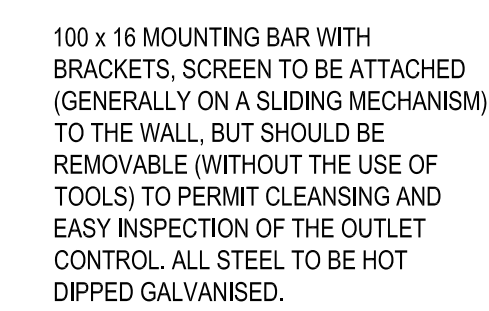 100 x 16 MOUNTING BAR WITH
BRACKETS, SCREEN TO BE ATTACHED
(GENERALLY ON A SLIDING MECHANISM)
TO THE WALL, BUT SHOULD BE
REMOVABLE (WITHOUT THE USE OF
TOOLS) TO PERMIT CLEANSING AND
EASY INSPECTION OF THE OUTLET
CONTROL. ALL STEEL TO BE HOT
DIPPED GALVANISED.